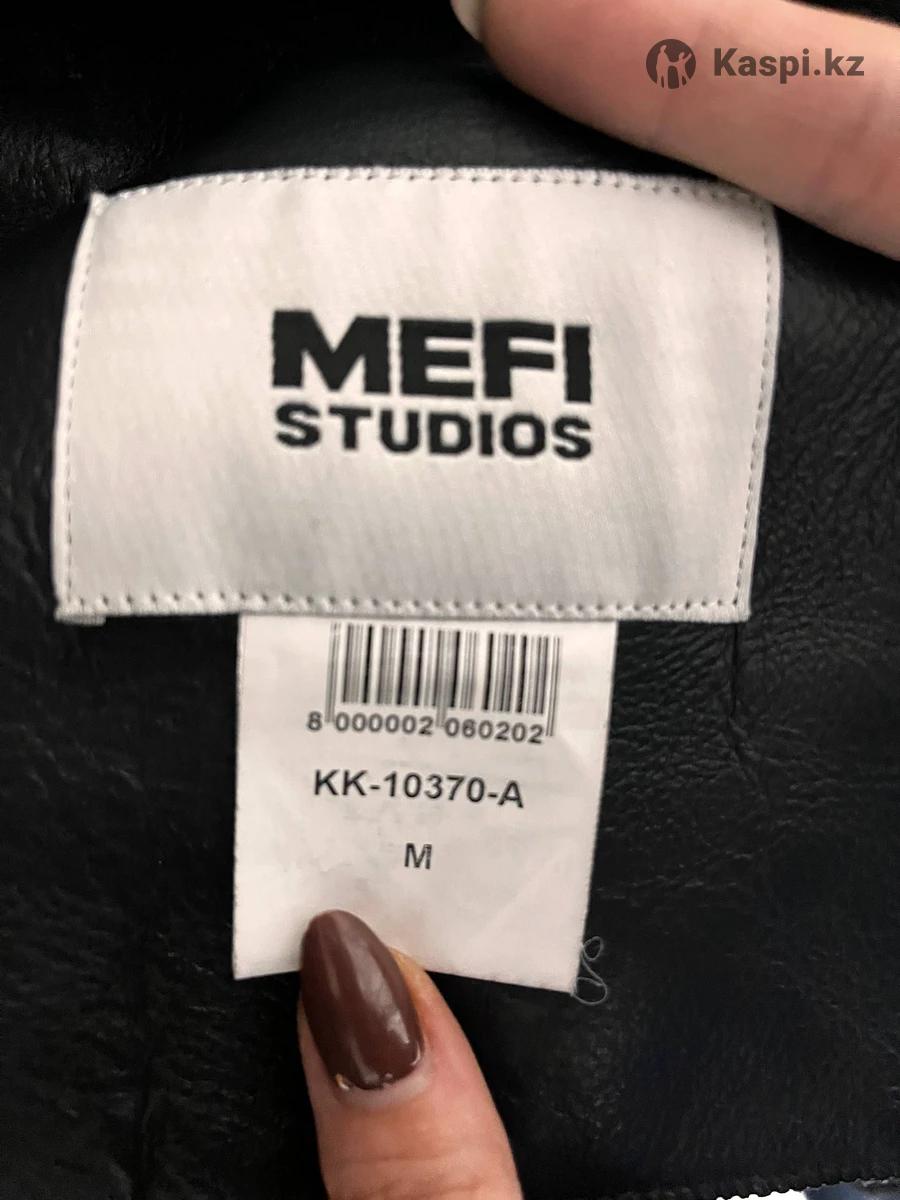 Kaspi.kz
MEFI
STUDIOS
8 000002 060202
KK-10370-A
M